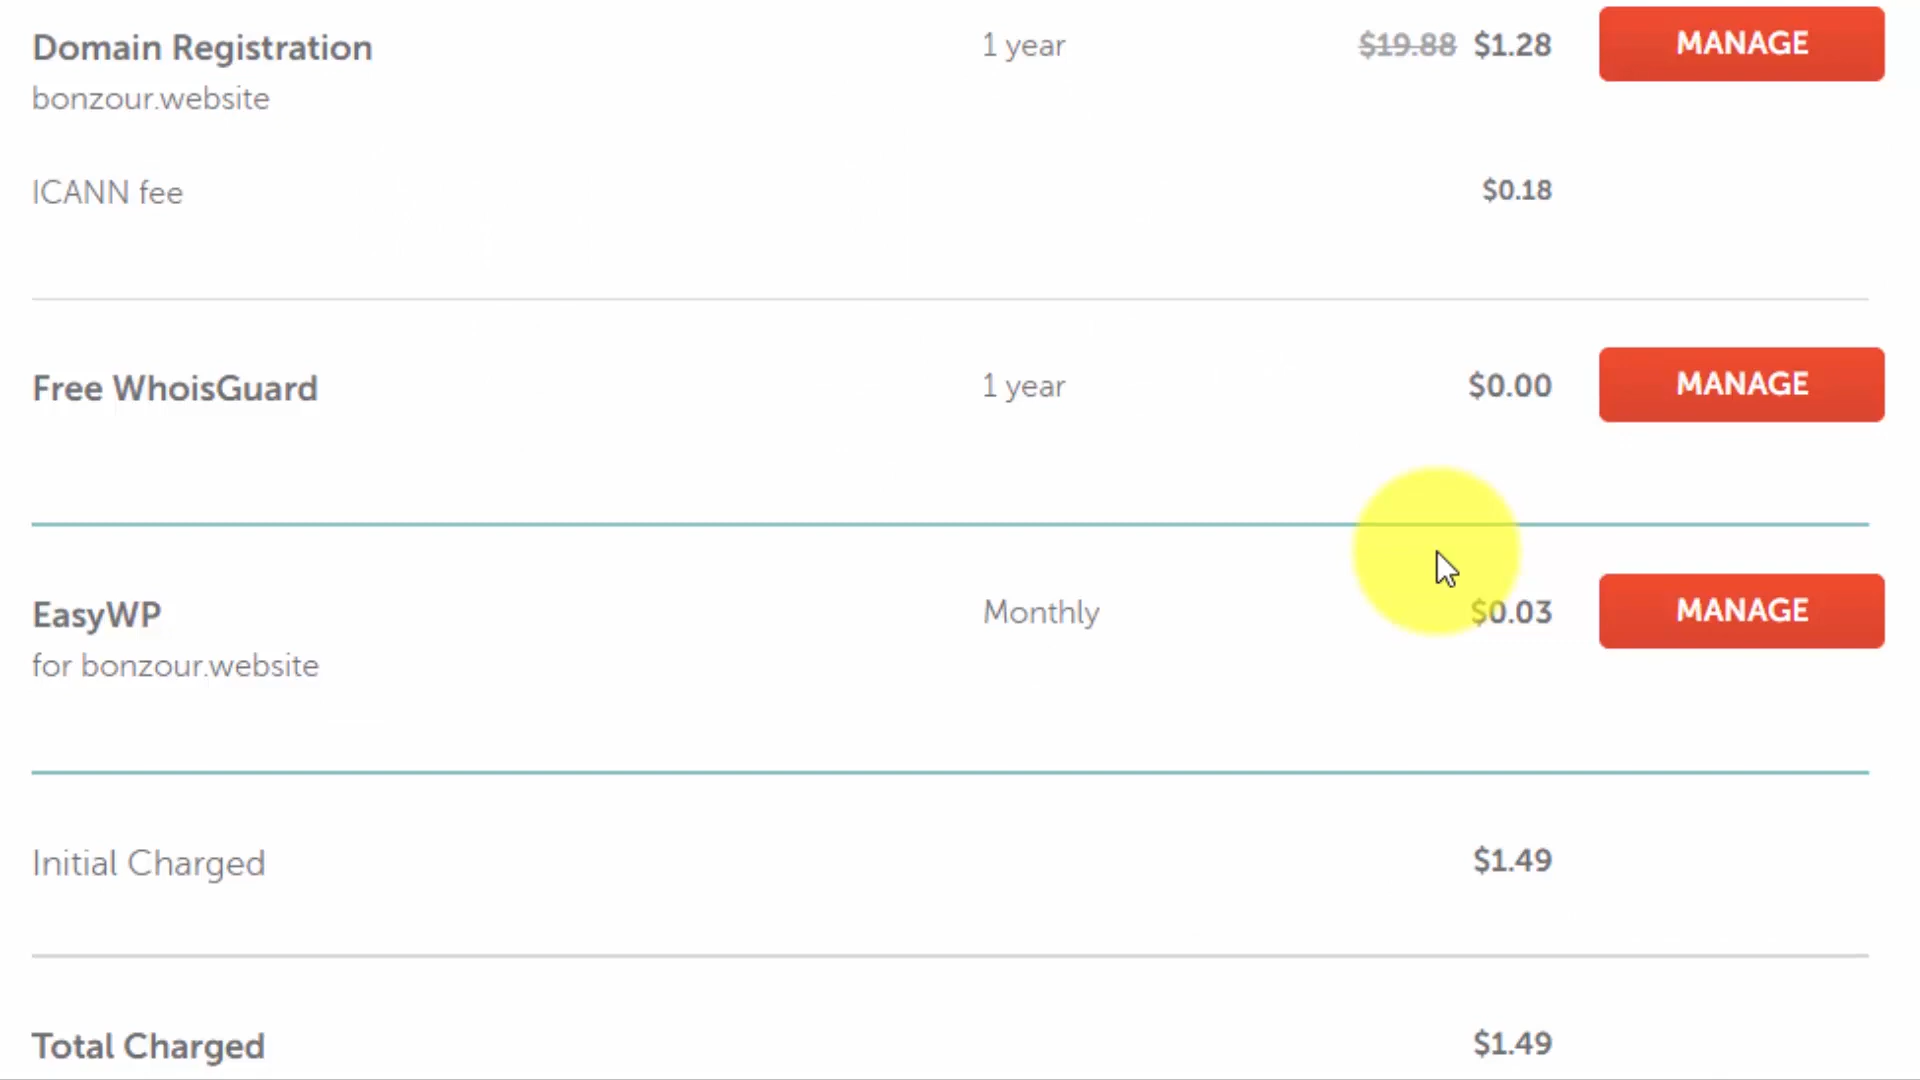 Domain Registration 1 year $19.88 $1.28 MANAGE
bonzour.website
ICANN fee $0.18
Free WhoisGuard 1 year $0.00 MANAGE
EasyWP Monthly $0.03 MANAGE
for bonzour.website
Initial Charged $1.49
Total Charged $1.49